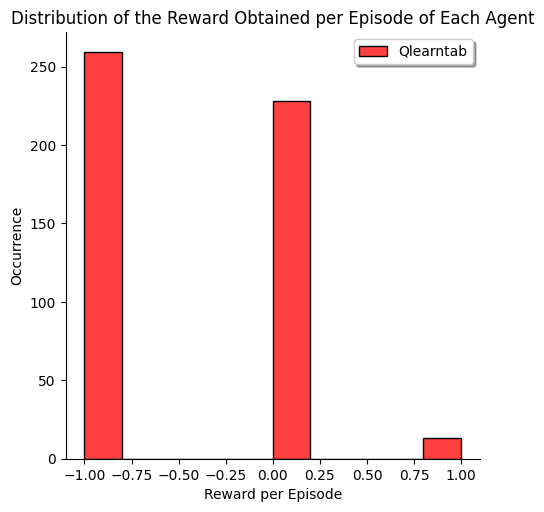 Distribution of the Reward Obtained per Episode of Each Agent
Qlearntab
250
200
150
100
50
0
Occurrence
−1.00 −0.75 −0.50 −0.25 0.00 0.25 0.50 0.75 1.00
Reward per Episode